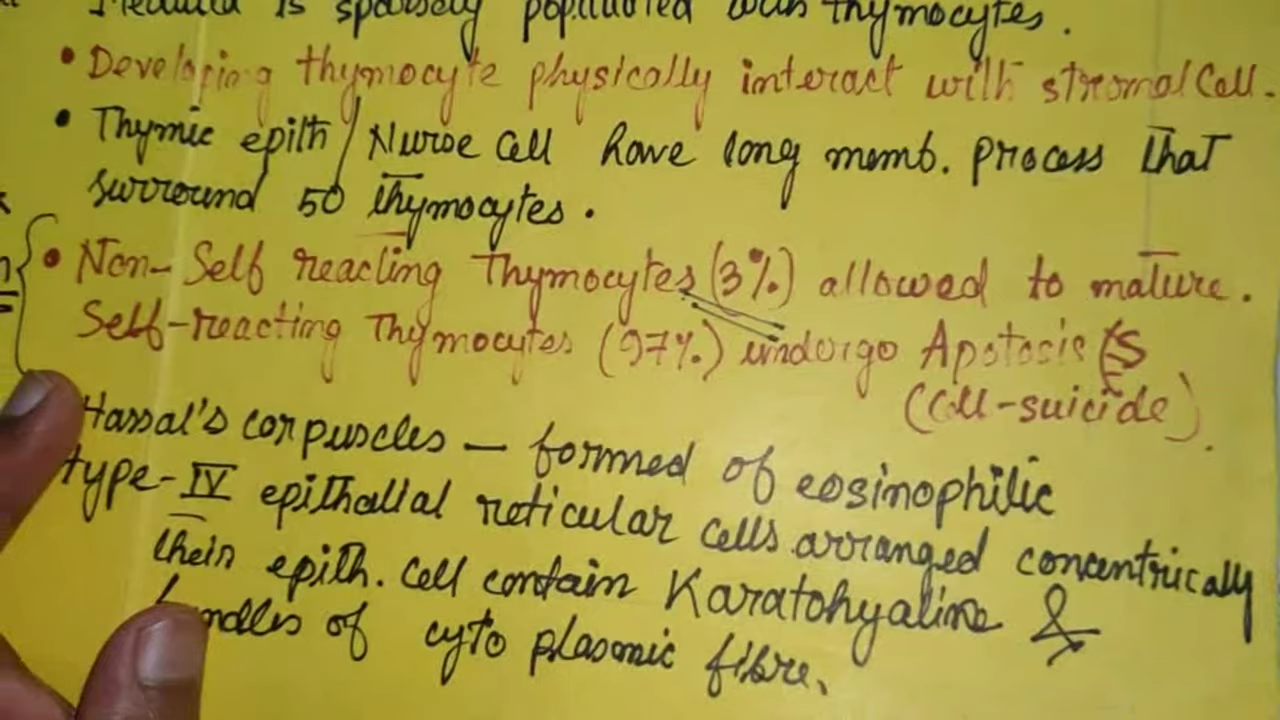 is sparsely populated with thymocytes.
• Developing thymocyte physically interact with stromal Cell.
• Thymic epith/Nurse Cell have long memb. process that
surround 50 thymocytes.
• Non-Self reacting Thymocytes (3%) allowed to mature.
Self-reacting Thymocytes (97%) undergo Apotosis
(Cell-suicide).
Hassal's corpuscles — formed of eosinophilic
type-IV epithalial reticular cells arranged concentrically
their epith. cell contain Karatohyaline &
of cytoplasmic fibre.